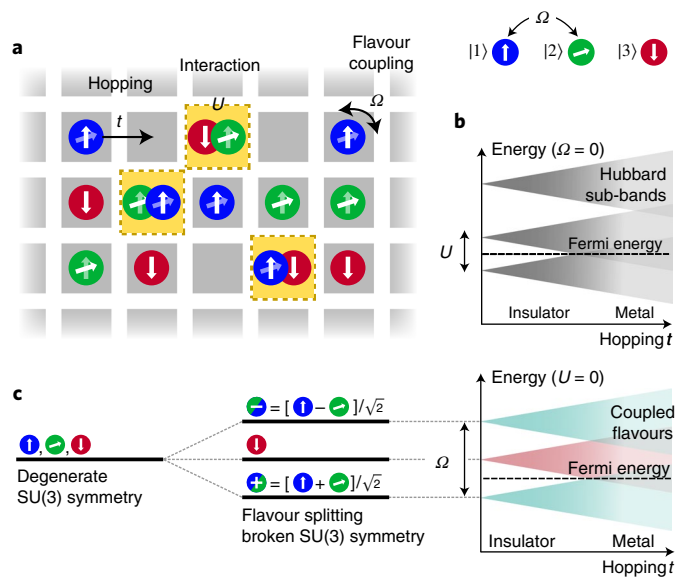 a
Hopping
t
Interaction
U
Flavour
coupling
Ω
Ω
|1⟩
|2⟩
|3⟩
b
Energy (Ω = 0)
Hubbard
sub-bands
U
Fermi energy
Insulator
Metal
Hopping t
c
Degenerate
SU(3) symmetry
− = [ ↑ − → ]/√2
+ = [ ↑ + → ]/√2
Flavour splitting
broken SU(3) symmetry
Ω
Energy (U = 0)
Coupled
flavours
Fermi energy
Insulator
Metal
Hopping t